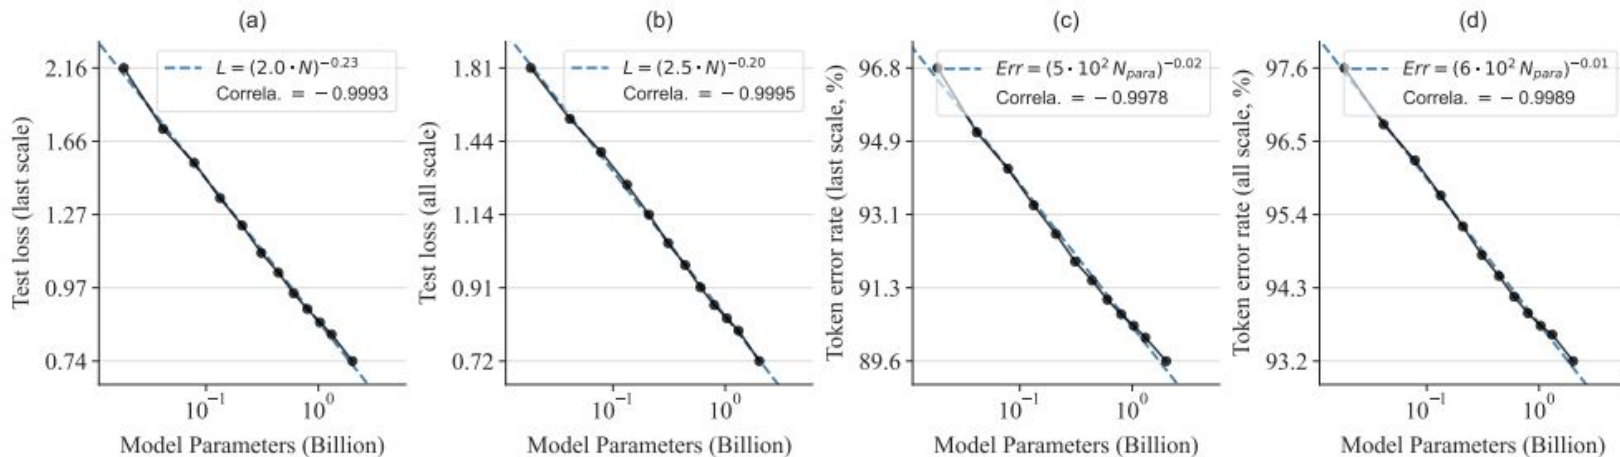 (a)
L = (2.0 · N)^−0.23
Correla. = −0.9993
Test loss (last scale)
2.16
1.66
1.27
0.97
0.74
10^−1
10^0
Model Parameters (Billion)
(b)
L = (2.5 · N)^−0.20
Correla. = −0.9995
Test loss (all scale)
1.81
1.44
1.14
0.91
0.72
10^−1
10^0
Model Parameters (Billion)
(c)
Err = (5 · 10^2 N_para)^−0.02
Correla. = −0.9978
Token error rate (last scale, %)
96.8
94.9
93.1
91.3
89.6
10^−1
10^0
Model Parameters (Billion)
(d)
Err = (6 · 10^2 N_para)^−0.01
Correla. = −0.9989
Token error rate (all scale, %)
97.6
96.5
95.4
94.3
93.2
10^−1
10^0
Model Parameters (Billion)